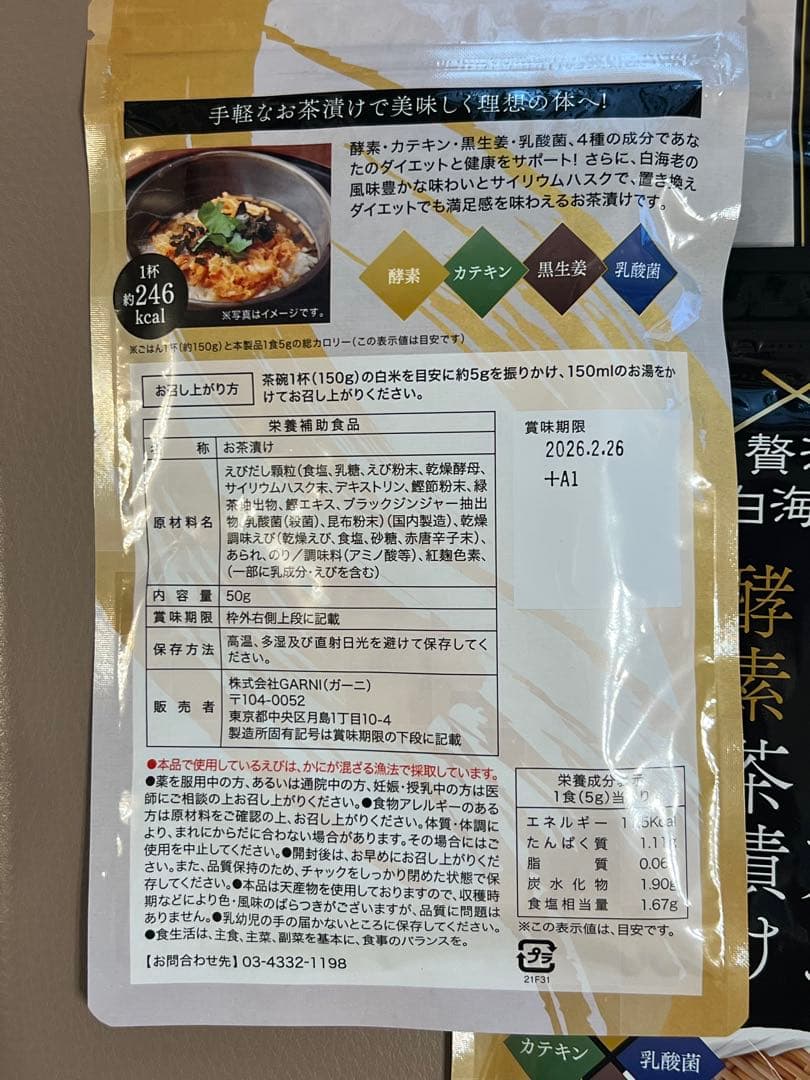 手軽なお茶漬けで美味しく理想の体へ!
酵素・カテキン・黒生姜・乳酸菌、4種の成分であな
たのダイエットと健康をサポート! さらに、白海老の
風味豊かな味わいとサイリウムハスクで、置き換え
ダイエットでも満足感を味わえるお茶漬けです。
酵素
カテキン
黒生姜
乳酸菌
1杯
約246
kcal
※写真はイメージです。
※ごはん1杯(約150g)と本製品1食5gの総カロリー(この表示値は目安です)
お召し上がり方
茶碗1杯(150g)の白米を目安に約5gを振りかけ、150mlのお湯をか
けてお召し上がりください。
栄養補助食品
名 称 お茶漬け
原材料名
えびだし顆粒(食塩、乳糖、えび粉末、乾燥酵母、
サイリウムハスク末、デキストリン、鰹節粉末、緑
茶抽出物、鰹エキス、ブラックジンジャー抽出
物、乳酸菌(殺菌)、昆布粉末)(国内製造)、乾燥
調味えび(乾燥えび、食塩、砂糖、赤唐辛子末)、
あられ、のり/調味料(アミノ酸等)、紅麹色素、
(一部に乳成分・えびを含む)
内容量 50g
賞味期限 枠外右側上段に記載
保存方法
高温、多湿及び直射日光を避けて保存してく
ださい。
販売者
株式会社GARNI(ガーニ)
〒104-0052
東京都中央区月島1丁目10-4
製造所固有記号は賞味期限の下段に記載
賞味期限
2026.2.26
+A1
●本品で使用しているえびは、かにが混ざる漁法で採取しています。
●薬を服用中の方、あるいは通院中の方、妊娠・授乳中の方は医
師にご相談の上お召し上がりください。●食物アレルギーのある
方は原材料をご確認の上、お召し上がりください。体質・体調に
より、まれにからだに合わない場合があります。その場合にはご
使用を中止してください。●開封後は、お早めにお召し上がりくだ
さい。また、品質保持のため、チャックをしっかり閉めた状態で保
存してください。●本品は天産物を使用しておりますので、収穫時
期などにより色・風味のばらつきがございますが、品質に問題は
ありません。●乳幼児の手の届かないところに保存してください。
●食生活は、主食、主菜、副菜を基本に、食事のバランスを。
【お問合わせ先】03-4332-1198
栄養成分表示
1食(5g)当たり
エネルギー
たんぱく質 1.11g
脂質 0.06
炭水化物 1.90g
食塩相当量 1.67g
※この表示値は、目安です。
プラ
21F31
白海
酵素茶漬け
カテキン
乳酸菌